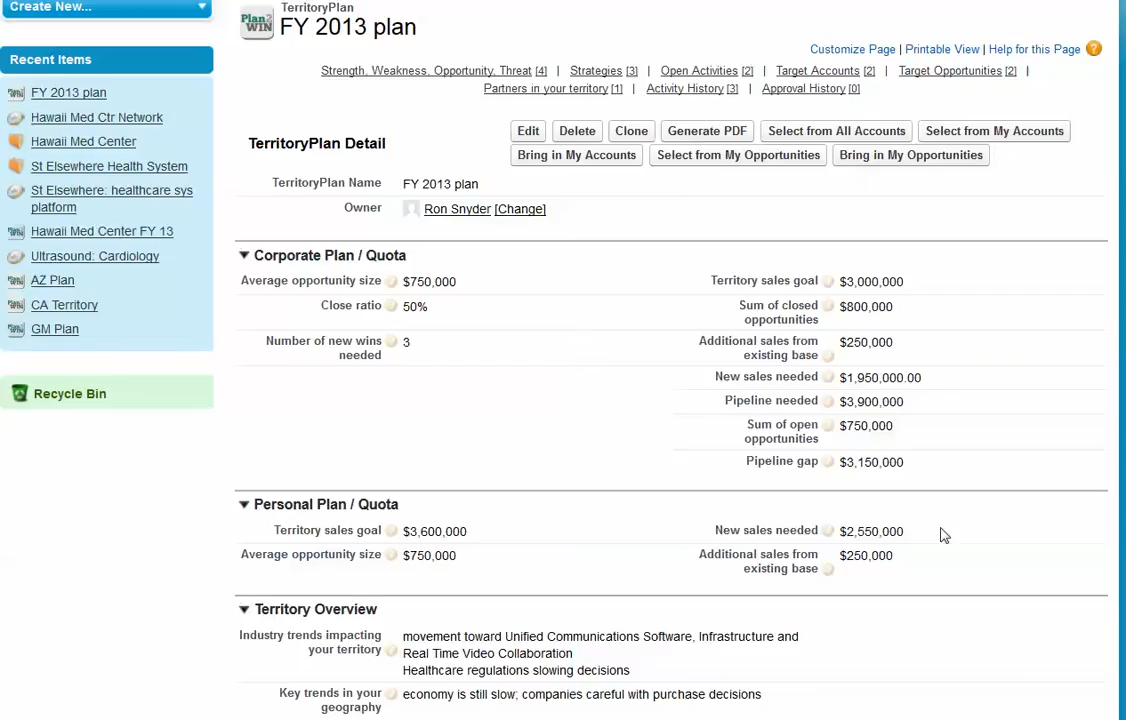 Create New...
Recent Items
FY 2013 plan
Hawaii Med Ctr Network
Hawaii Med Center
St Elsewhere Health System
St Elsewhere: healthcare sys
platform
Hawaii Med Center FY 13
Ultrasound: Cardiology
AZ Plan
CA Territory
GM Plan
Recycle Bin
Plan2
WIN
TerritoryPlan
FY 2013 plan
Customize Page | Printable View | Help for this Page ?
Strength, Weakness, Opportunity, Threat [4] | Strategies [3] | Open Activities [2] | Target Accounts [2] | Target Opportunities [2] |
Partners in your territory [1] | Activity History [3] | Approval History [0]
TerritoryPlan Detail
Edit Delete Clone Generate PDF Select from All Accounts Select from My Accounts
Bring in My Accounts Select from My Opportunities Bring in My Opportunities
TerritoryPlan Name FY 2013 plan
Owner Ron Snyder [Change]
Corporate Plan / Quota
Average opportunity size $750,000 Territory sales goal $3,000,000
Close ratio 50% Sum of closed $800,000
opportunities
Number of new wins 3 Additional sales from $250,000
needed existing base
New sales needed $1,950,000.00
Pipeline needed $3,900,000
Sum of open $750,000
opportunities
Pipeline gap $3,150,000
Personal Plan / Quota
Territory sales goal $3,600,000 New sales needed $2,550,000
Average opportunity size $750,000 Additional sales from $250,000
existing base
Territory Overview
Industry trends impacting movement toward Unified Communications Software, Infrastructure and
your territory Real Time Video Collaboration
Healthcare regulations slowing decisions
Key trends in your economy is still slow; companies careful with purchase decisions
geography